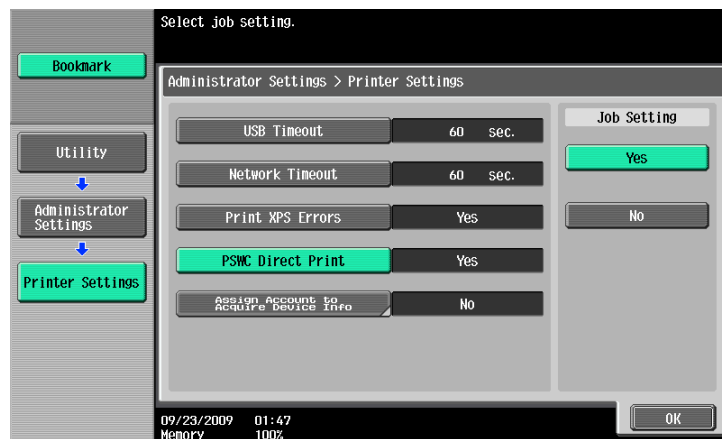 Select job setting.
Bookmark
Administrator Settings > Printer Settings
Utility
Administrator
Settings
Printer Settings
USB Timeout 60 sec.
Network Timeout 60 sec.
Print XPS Errors Yes
PSWC Direct Print Yes
Assign Account to
Acquire Device Info No
Job Setting
Yes
No
09/23/2009 01:47
Memory 100%
OK